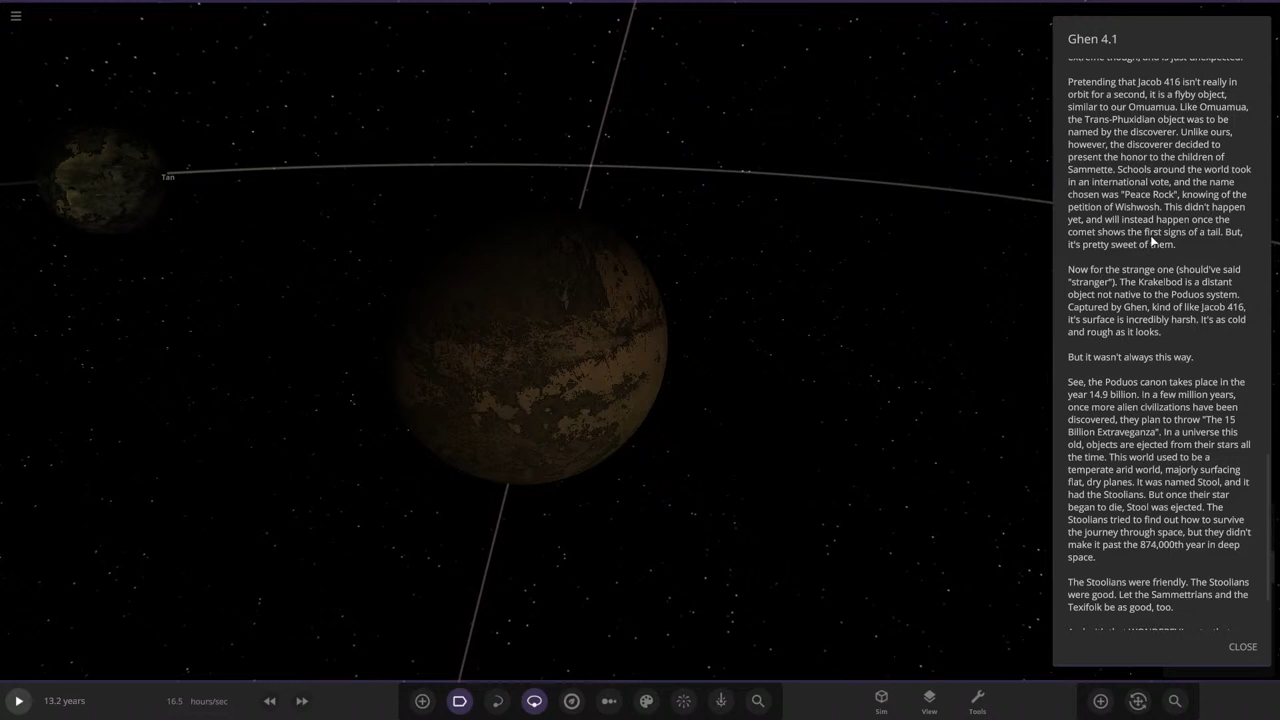 Ghen 4.1
extreme though, and is just unexpected.
Pretending that Jacob 416 isn't really in
orbit for a second, it is a flyby object,
similar to our Omuamua. Like Omuamua,
the Trans-Phuxidian object was to be
named by the discoverer. Unlike ours,
however, the discoverer decided to
present the honor to the children of
Sammette. Schools around the world took
in an international vote, and the name
chosen was "Peace Rock", knowing of the
petition of Wishwosh. This didn't happen
yet, and will instead happen once the
comet shows the first signs of a tail. But,
it's pretty sweet of them.
Now for the strange one (should've said
"stranger"). The Krakelbod is a distant
object not native to the Poduos system.
Captured by Ghen, kind of like Jacob 416,
it's surface is incredibly harsh. It's as cold
and rough as it looks.
But it wasn't always this way.
See, the Poduos canon takes place in the
year 14.9 billion. In a few million years,
once more alien civilizations have been
discovered, they plan to throw "The 15
Billion Extraveganza". In a universe this
old, objects are ejected from their stars all
the time. This world used to be a
temperate arid world, majorly surfacing
flat, dry planes. It was named Stool, and it
had the Stoolians. But once their star
began to die, Stool was ejected. The
Stoolians tried to find out how to survive
the journey through space, but they didn't
make it past the 874,000th year in deep
space.
The Stoolians were friendly. The Stoolians
were good. Let the Sammettrians and the
Texifolk be as good, too.
CLOSE
Tan
13.2 years
16.5 hours/sec
Sim
View
Tools